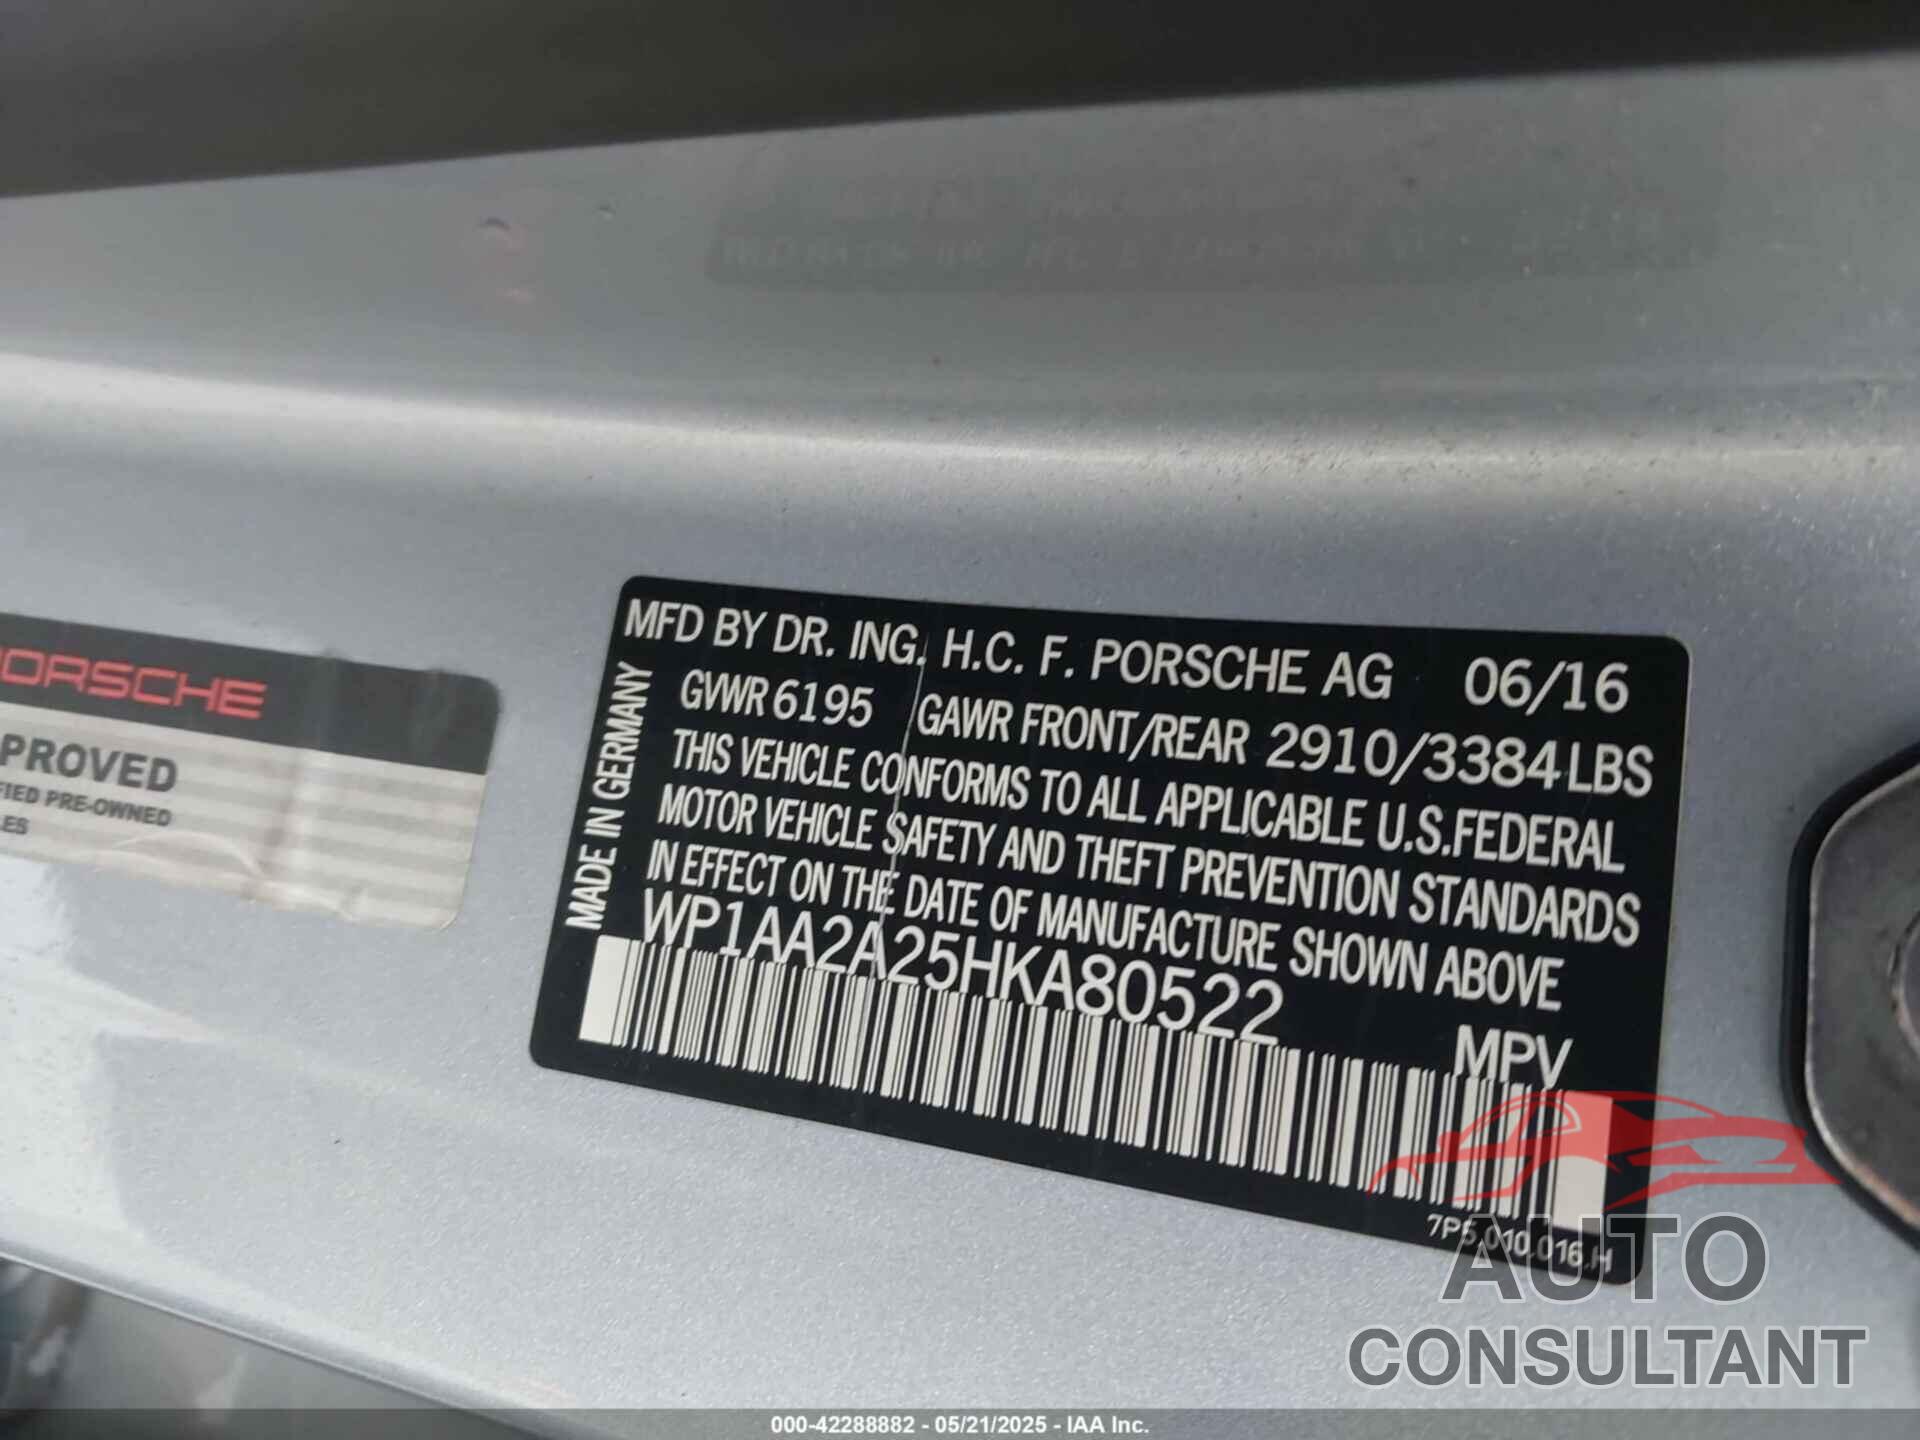 PORSCHE
PROVED
FIED PRE-OWNED
LES
MFD BY DR. ING. H.C. F. PORSCHE AG 06/16
GVWR 6195 GAWR FRONT/REAR 2910/3384 LBS
THIS VEHICLE CONFORMS TO ALL APPLICABLE U.S.FEDERAL
MOTOR VEHICLE SAFETY AND THEFT PREVENTION STANDARDS
IN EFFECT ON THE DATE OF MANUFACTURE SHOWN ABOVE
WP1AA2A25HKA80522
MPV
MADE IN GERMANY
7P5.010.016.H
AUTO
CONSULTANT
000-42288882 - 05/21/2025 - IAA Inc.